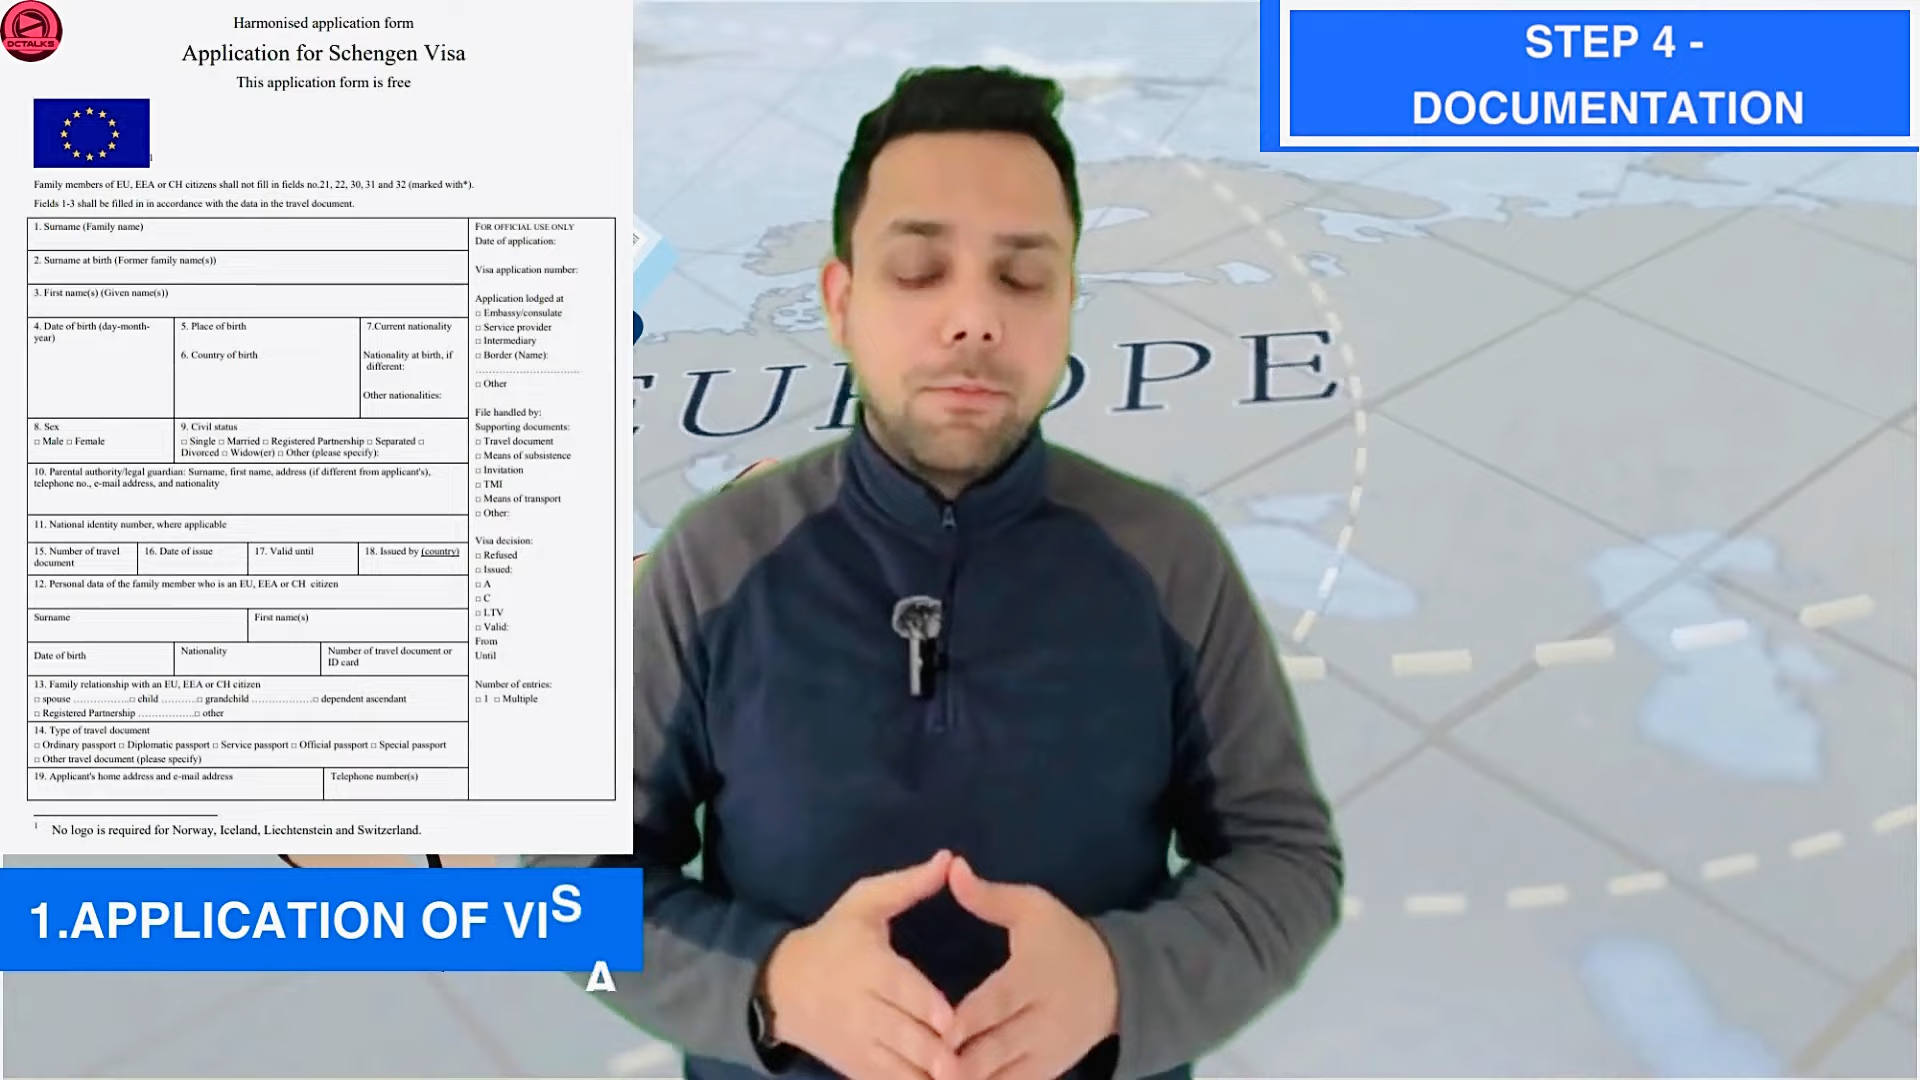 DCTALKS
Harmonised application form
Application for Schengen Visa
This application form is free
1
Family members of EU, EEA or CH citizens shall not fill in fields no.21, 22, 30, 31 and 32 (marked with*).
Fields 1-3 shall be filled in in accordance with the data in the travel document.
1. Surname (Family name)
2. Surname at birth (Former family name(s))
3. First name(s) (Given name(s))
4. Date of birth (day-month-
year)
5. Place of birth
6. Country of birth
7.Current nationality
Nationality at birth, if
different:
Other nationalities:
8. Sex
□ Male □ Female
9. Civil status
□ Single □ Married □ Registered Partnership □ Separated □
Divorced □ Widow(er) □ Other (please specify):
10. Parental authority/legal guardian: Surname, first name, address (if different from applicant's),
telephone no., e-mail address, and nationality
11. National identity number, where applicable
15. Number of travel
document
16. Date of issue
17. Valid until
18. Issued by (country)
12. Personal data of the family member who is an EU, EEA or CH citizen
Surname
First name(s)
Date of birth
Nationality
Number of travel document or
ID card
13. Family relationship with an EU, EEA or CH citizen
□ spouse ..................□ child ..........□ grandchild ..................□ dependent ascendant
□ Registered Partnership .................□ other
14. Type of travel document
□ Ordinary passport □ Diplomatic passport □ Service passport □ Official passport □ Special passport
□ Other travel document (please specify)
19. Applicant's home address and e-mail address
Telephone number(s)
FOR OFFICIAL USE ONLY
Date of application:
Visa application number:
Application lodged at
□ Embassy/consulate
□ Service provider
□ Intermediary
□ Border (Name):
...............................
□ Other
File handled by:
Supporting documents:
□ Travel document
□ Means of subsistence
□ Invitation
□ TMI
□ Means of transport
□ Other:
Visa decision:
□ Refused
□ Issued:
□ A
□ C
□ LTV
□ Valid:
From
Until
Number of entries:
□ 1 □ Multiple
1 No logo is required for Norway, Iceland, Liechtenstein and Switzerland.
1.APPLICATION OF VISA
STEP 4 -
DOCUMENTATION
EUROPE